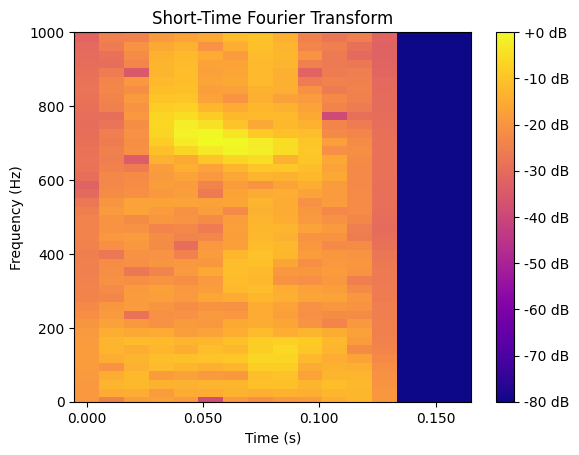 Short-Time Fourier Transform
1000
800
600
400
200
0
Frequency (Hz)
0.000
0.050
0.100
0.150
Time (s)
+0 dB
-10 dB
-20 dB
-30 dB
-40 dB
-50 dB
-60 dB
-70 dB
-80 dB